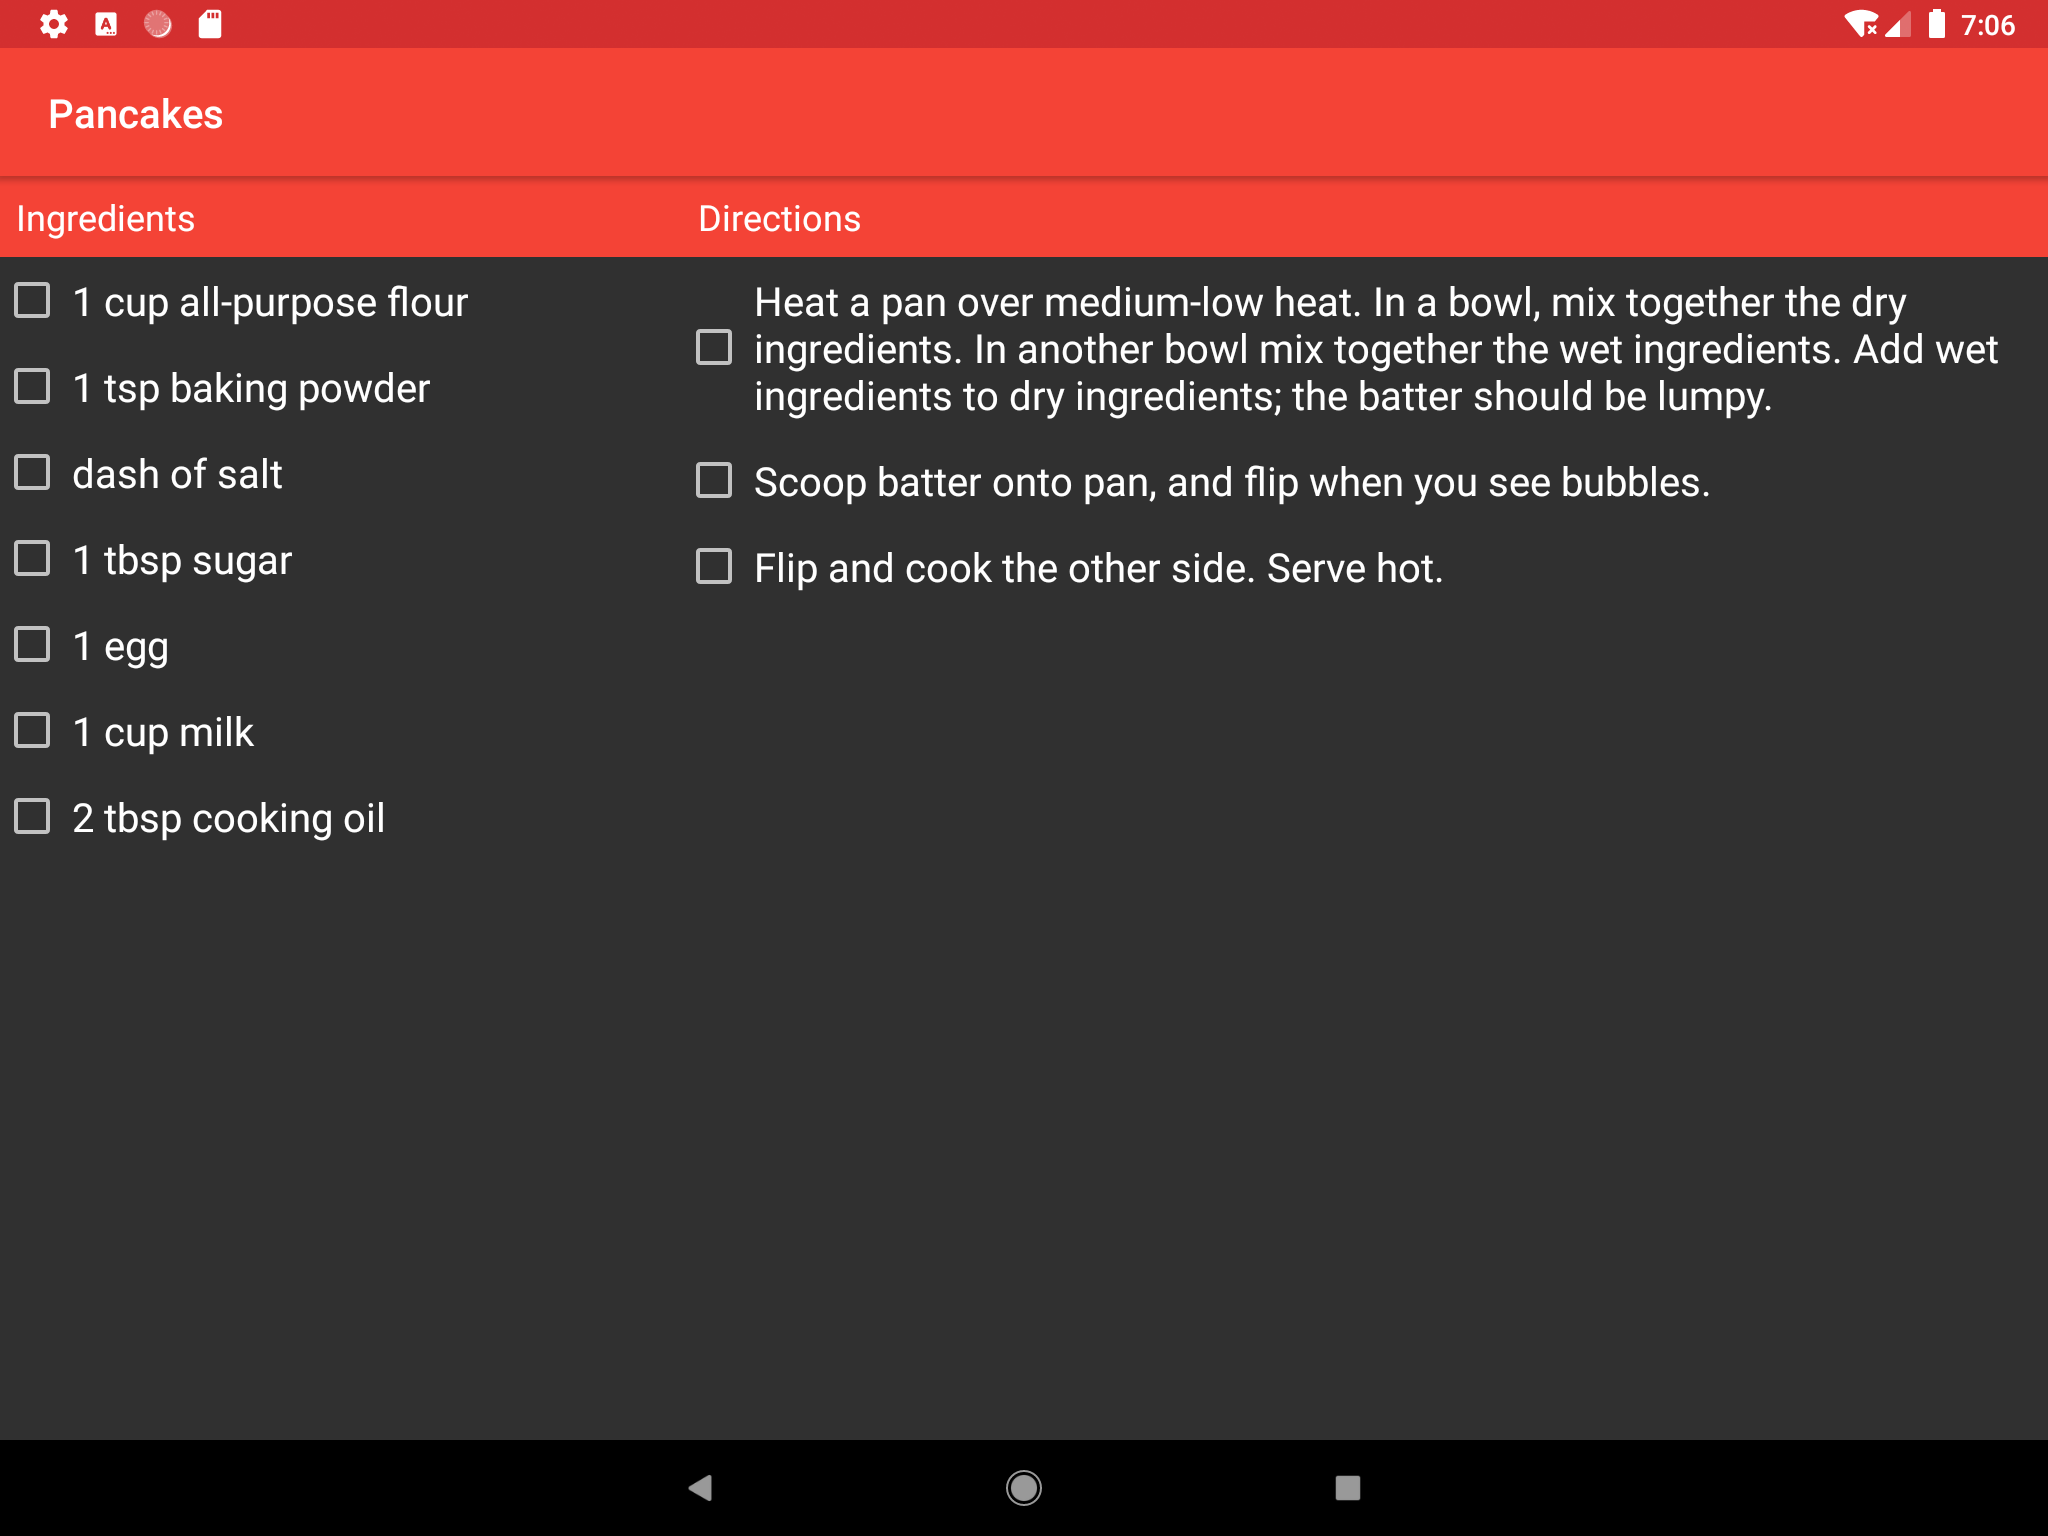 7:06
Pancakes
Ingredients
1 cup all-purpose flour
1 tsp baking powder
dash of salt
1 tbsp sugar
1 egg
1 cup milk
2 tbsp cooking oil
Directions
Heat a pan over medium-low heat. In a bowl, mix together the dry
ingredients. In another bowl mix together the wet ingredients. Add wet
ingredients to dry ingredients; the batter should be lumpy.
Scoop batter onto pan, and flip when you see bubbles.
Flip and cook the other side. Serve hot.